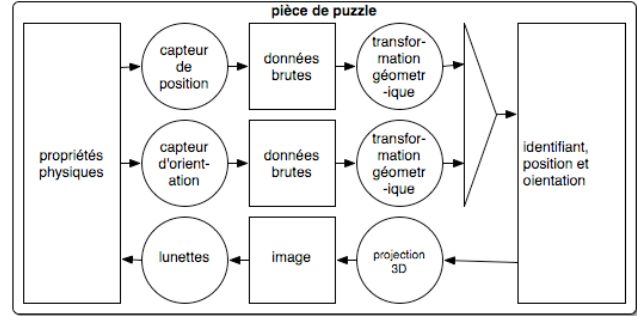 pièce de puzzle
propriétés
physiques
capteur
de
position
données
brutes
transfor-
mation
géometr
-ique
capteur
d'orient-
ation
données
brutes
transfor-
mation
géometr
-ique
identifiant,
position et
oientation
lunettes
image
projection
3D